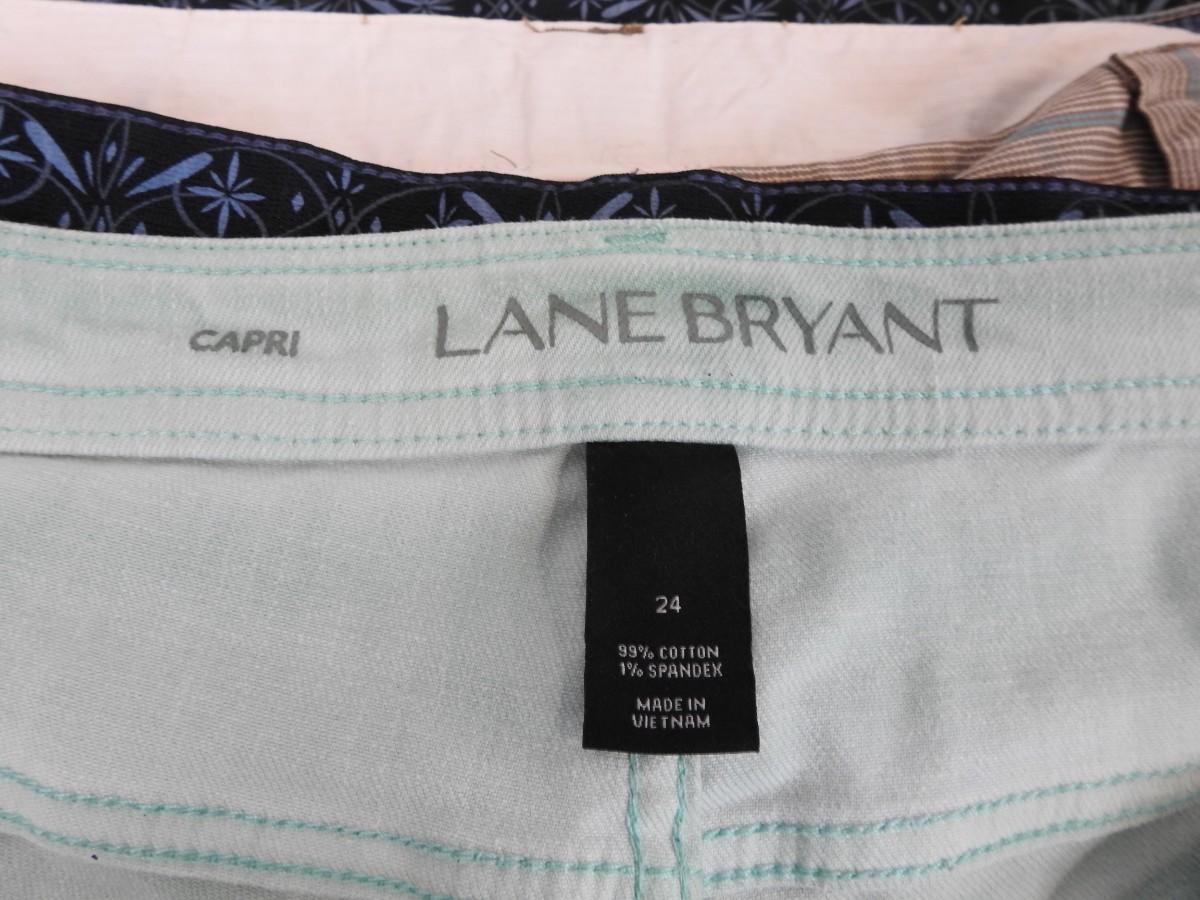 CAPRI
LANE BRYANT
24
99% COTTON
1% SPANDEX
MADE IN
VIETNAM